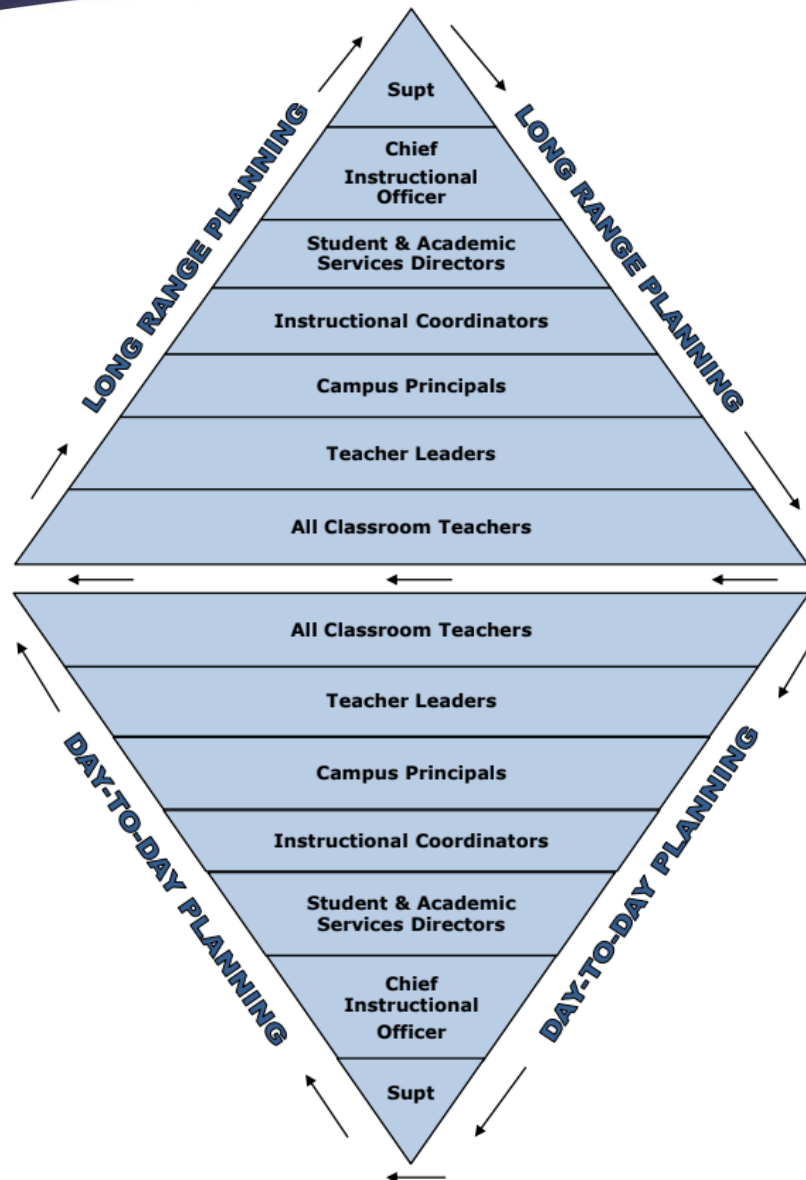 Supt
Chief
Instructional
Officer
Student & Academic
Services Directors
Instructional Coordinators
Campus Principals
Teacher Leaders
All Classroom Teachers
LONG RANGE PLANNING
LONG RANGE PLANNING
All Classroom Teachers
Teacher Leaders
Campus Principals
Instructional Coordinators
Student & Academic
Services Directors
Chief
Instructional
Officer
Supt
DAY-TO-DAY PLANNING
DAY-TO-DAY PLANNING